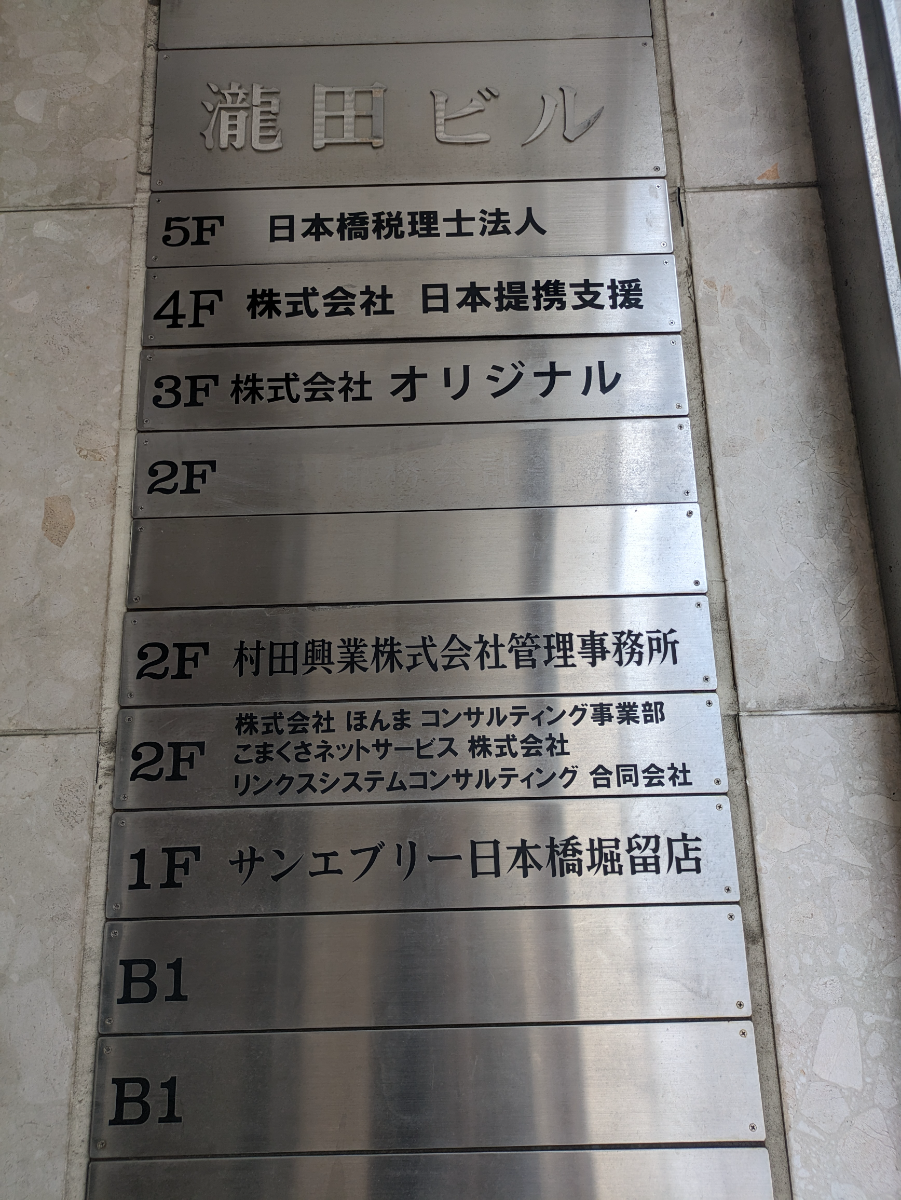 瀧田ビル
5F 日本橋税理士法人
4F 株式会社 日本提携支援
3F 株式会社 オリジナル
2F
2F 村田興業株式会社管理事務所
2F 株式会社 ほんま コンサルティング事業部
こまくさネットサービス 株式会社
リンクスシステムコンサルティング 合同会社
1F サンエブリー日本橋堀留店
B1
B1